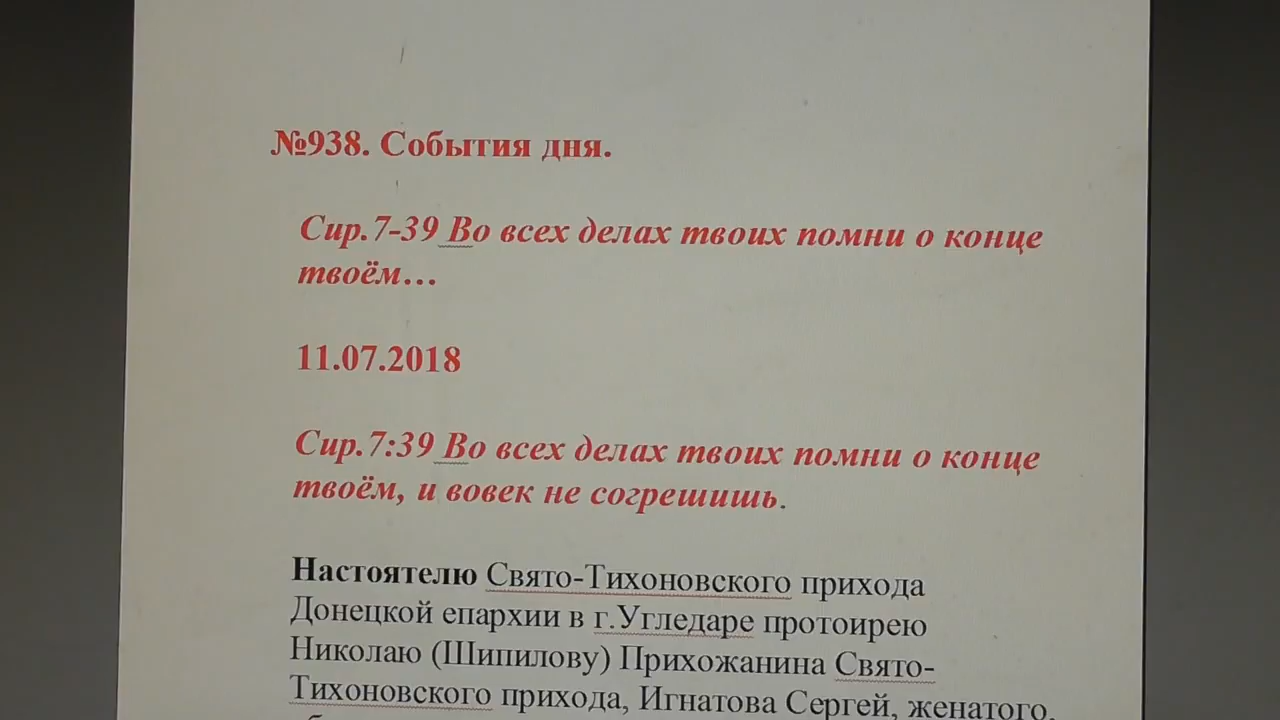 №938. События дня.
Сир.7-39 Во всех делах твоих помни о конце
твоём…
11.07.2018
Сир.7:39 Во всех делах твоих помни о конце
твоём, и вовек не согрешишь.
Настоятелю Свято-Тихоновского прихода
Донецкой епархии в г.Угледаре протоирею
Николаю (Шипилову) Прихожанина Свято-
Тихоновского прихода, Игнатова Сергей, женатого,